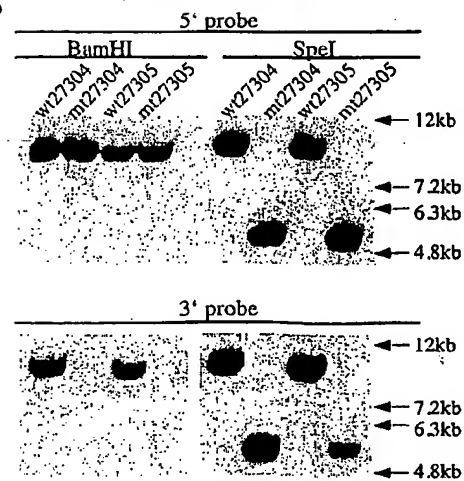 5' probe
BamHI SpeI
wt27304 mt27304 wt27305 mt27305 wt27304 mt27304 wt27305 mt27305
12kb
7.2kb
6.3kb
4.8kb
3' probe
12kb
7.2kb
6.3kb
4.8kb